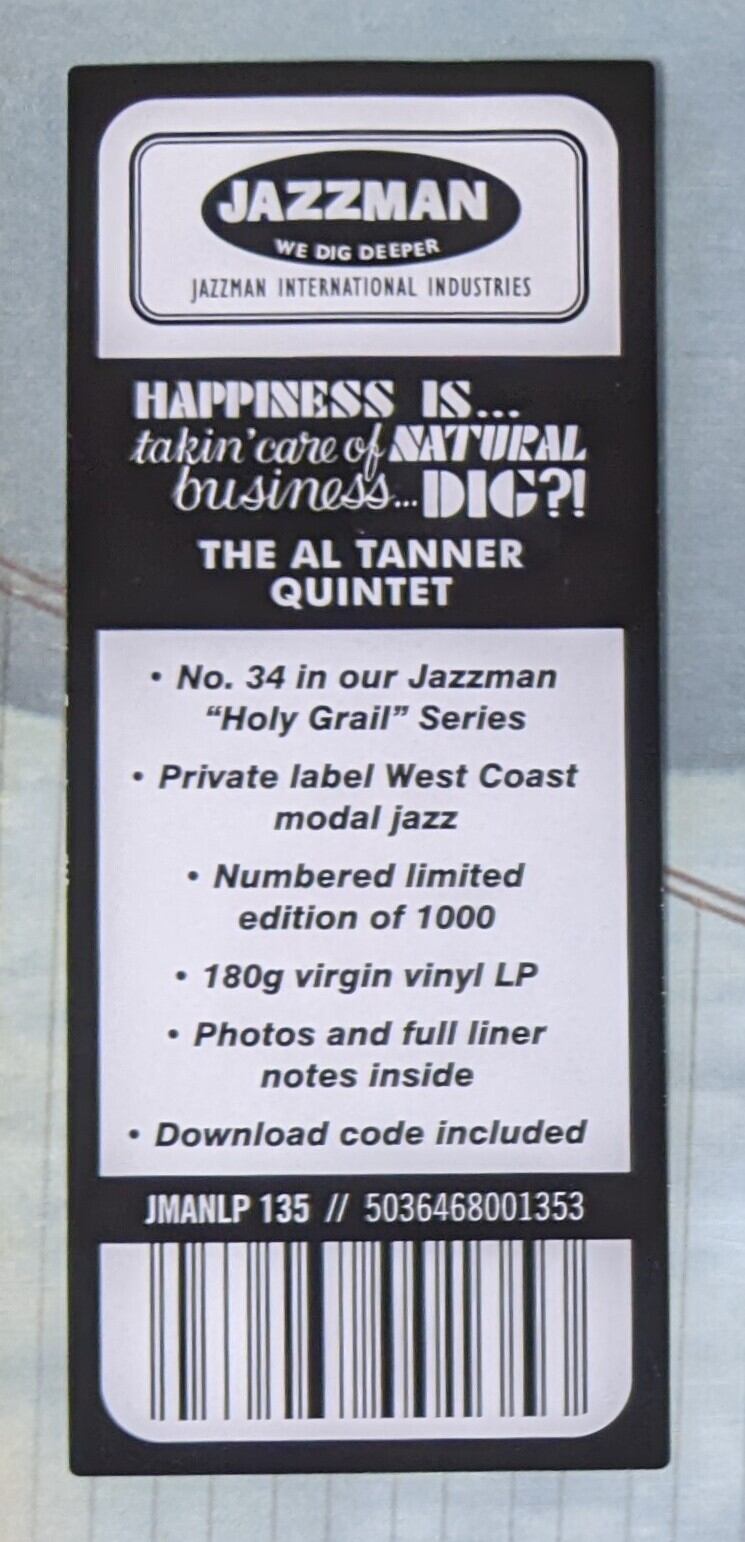 JAZZMAN
WE DIG DEEPER
JAZZMAN INTERNATIONAL INDUSTRIES
HAPPINESS IS...
takin' care of NATURAL
business... DIG?!
THE AL TANNER
QUINTET
• No. 34 in our Jazzman
“Holy Grail” Series
• Private label West Coast
modal jazz
• Numbered limited
edition of 1000
• 180g virgin vinyl LP
• Photos and full liner
notes inside
• Download code included
JMANLP 135 // 5036468001353